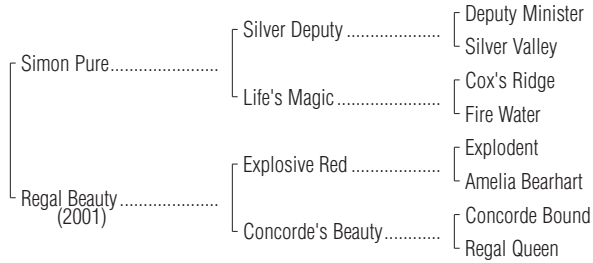 Deputy Minister
Silver Deputy ....................
Silver Valley
Simon Pure.......................
Cox's Ridge
Life's Magic ......................
Fire Water
Explodent
Explosive Red ...................
Amelia Bearhart
Regal Beauty .....................
(2001)
Concorde Bound
Concorde's Beauty............
Regal Queen